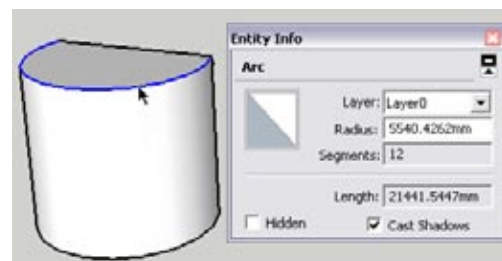 Entity Info
Arc
Layer: Layer0
Radius: 5540.4262mm
Segments: 12
Length: 21441.5447mm
Hidden
Cast Shadows